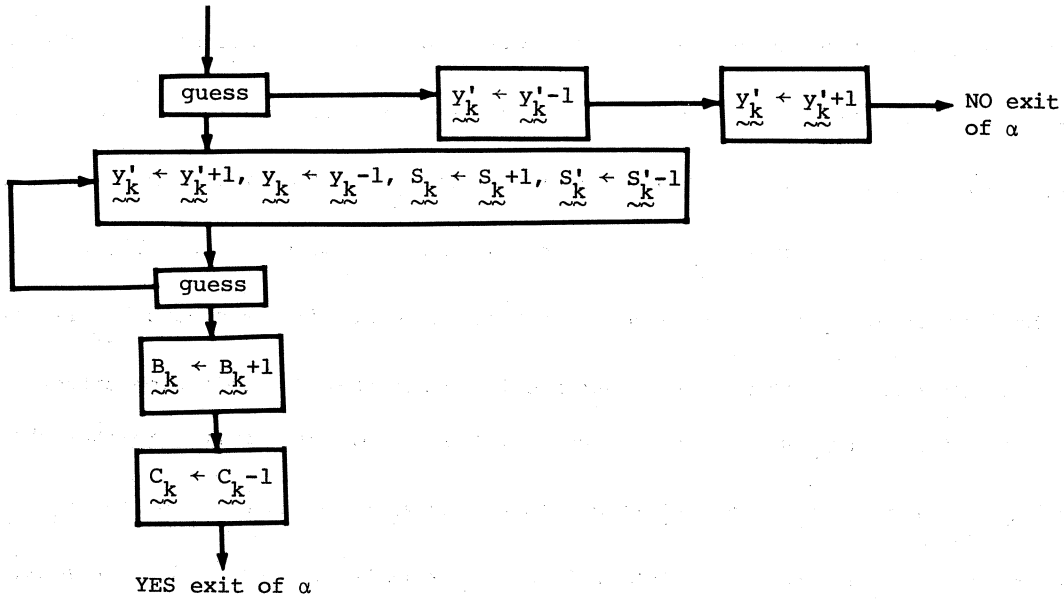 guess
y'k ← y'k-1
y'k ← y'k+1
NO exit
of α
y'k ← y'k+1, yk ← yk-1, Sk ← Sk+1, S'k ← S'k-1
guess
Bk ← Bk+1
Ck ← Ck-1
YES exit of α